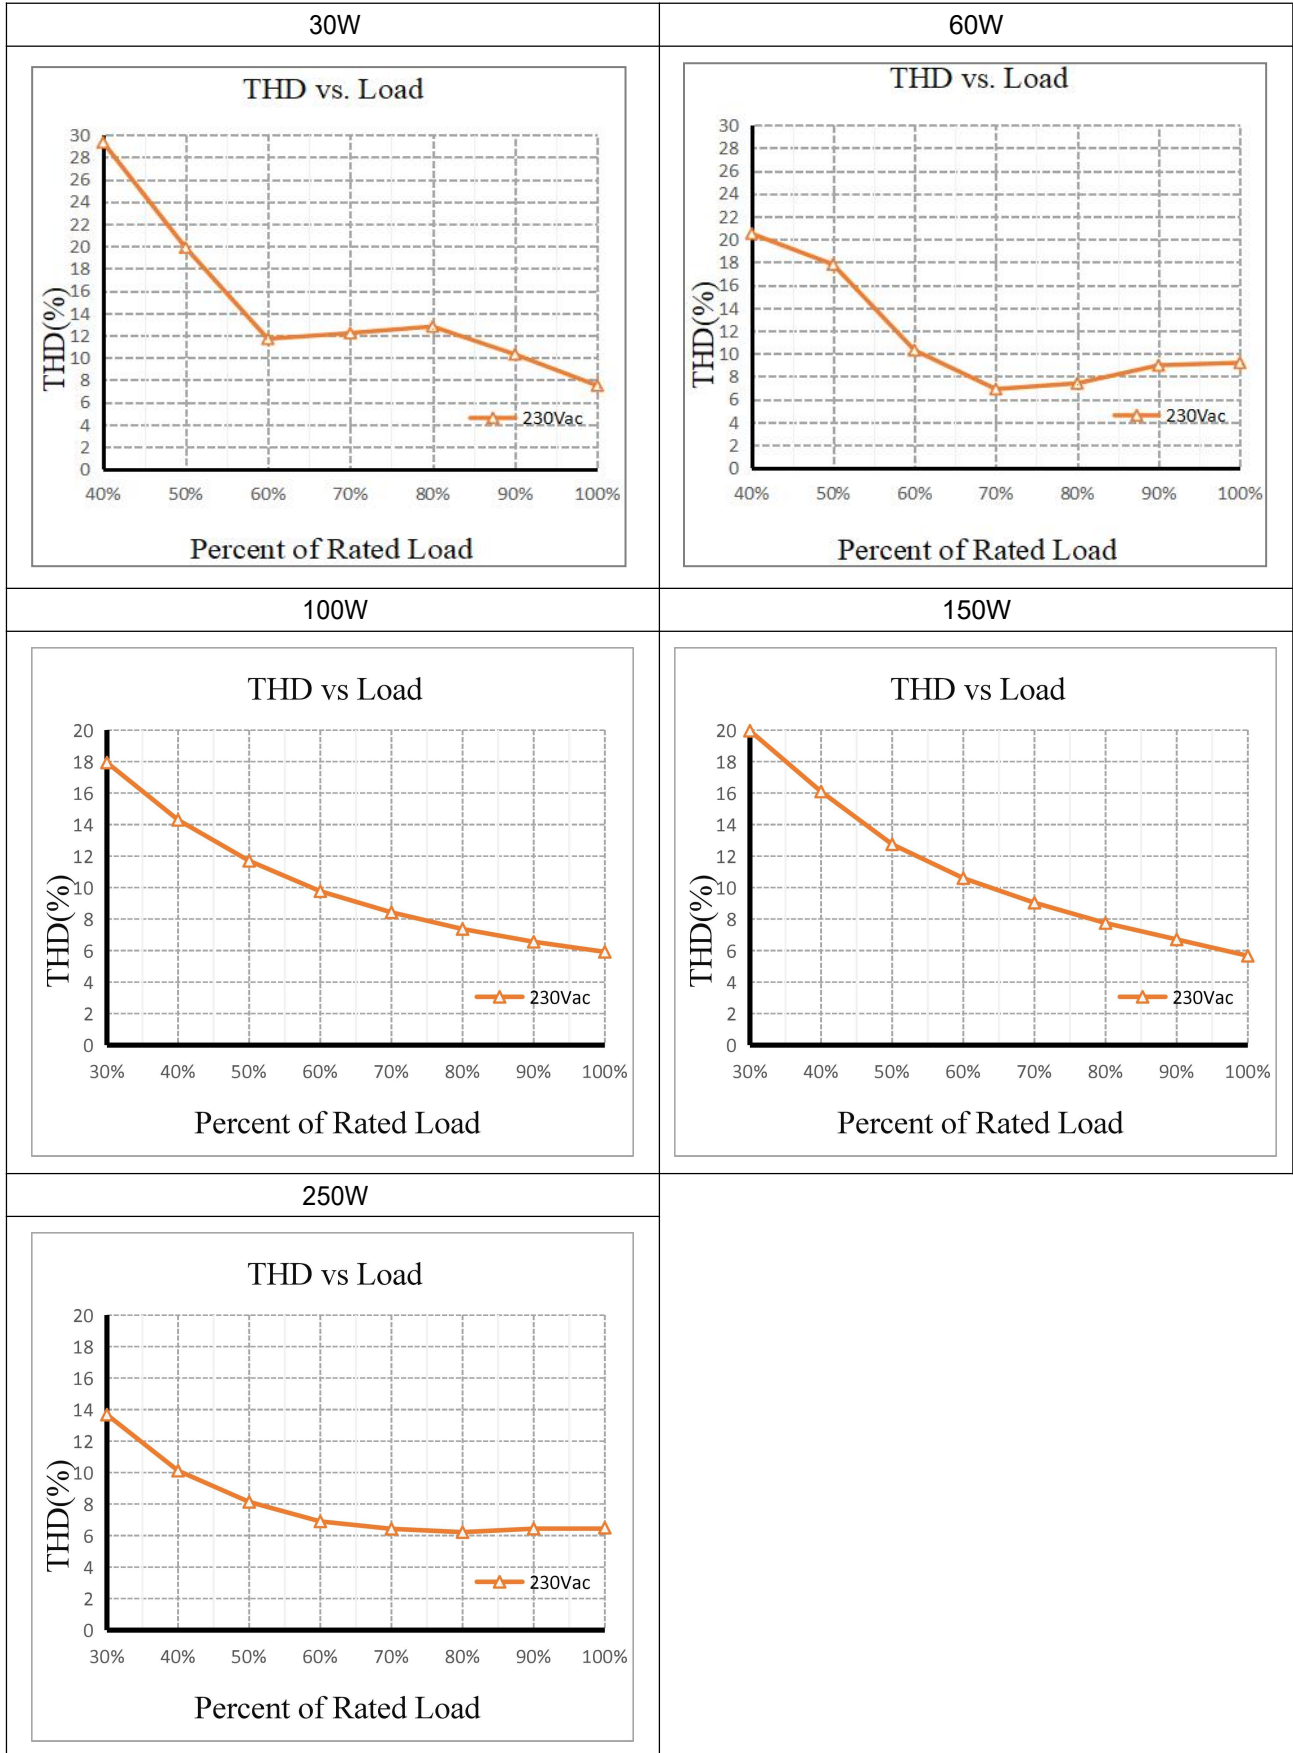 30W
60W
THD vs. Load
30
28
26
24
22
20
18
16
14
12
10
8
6
4
2
0
THD(%)
230Vac
40% 50% 60% 70% 80% 90% 100%
Percent of Rated Load
THD vs. Load
30
28
26
24
22
20
18
16
14
12
10
8
6
4
2
0
THD(%)
230Vac
40% 50% 60% 70% 80% 90% 100%
Percent of Rated Load
100W
150W
THD vs Load
20
18
16
14
12
10
8
6
4
2
0
THD(%)
230Vac
30% 40% 50% 60% 70% 80% 90% 100%
Percent of Rated Load
THD vs Load
20
18
16
14
12
10
8
6
4
2
0
THD(%)
230Vac
30% 40% 50% 60% 70% 80% 90% 100%
Percent of Rated Load
250W
THD vs Load
20
18
16
14
12
10
8
6
4
2
0
THD(%)
230Vac
30% 40% 50% 60% 70% 80% 90% 100%
Percent of Rated Load